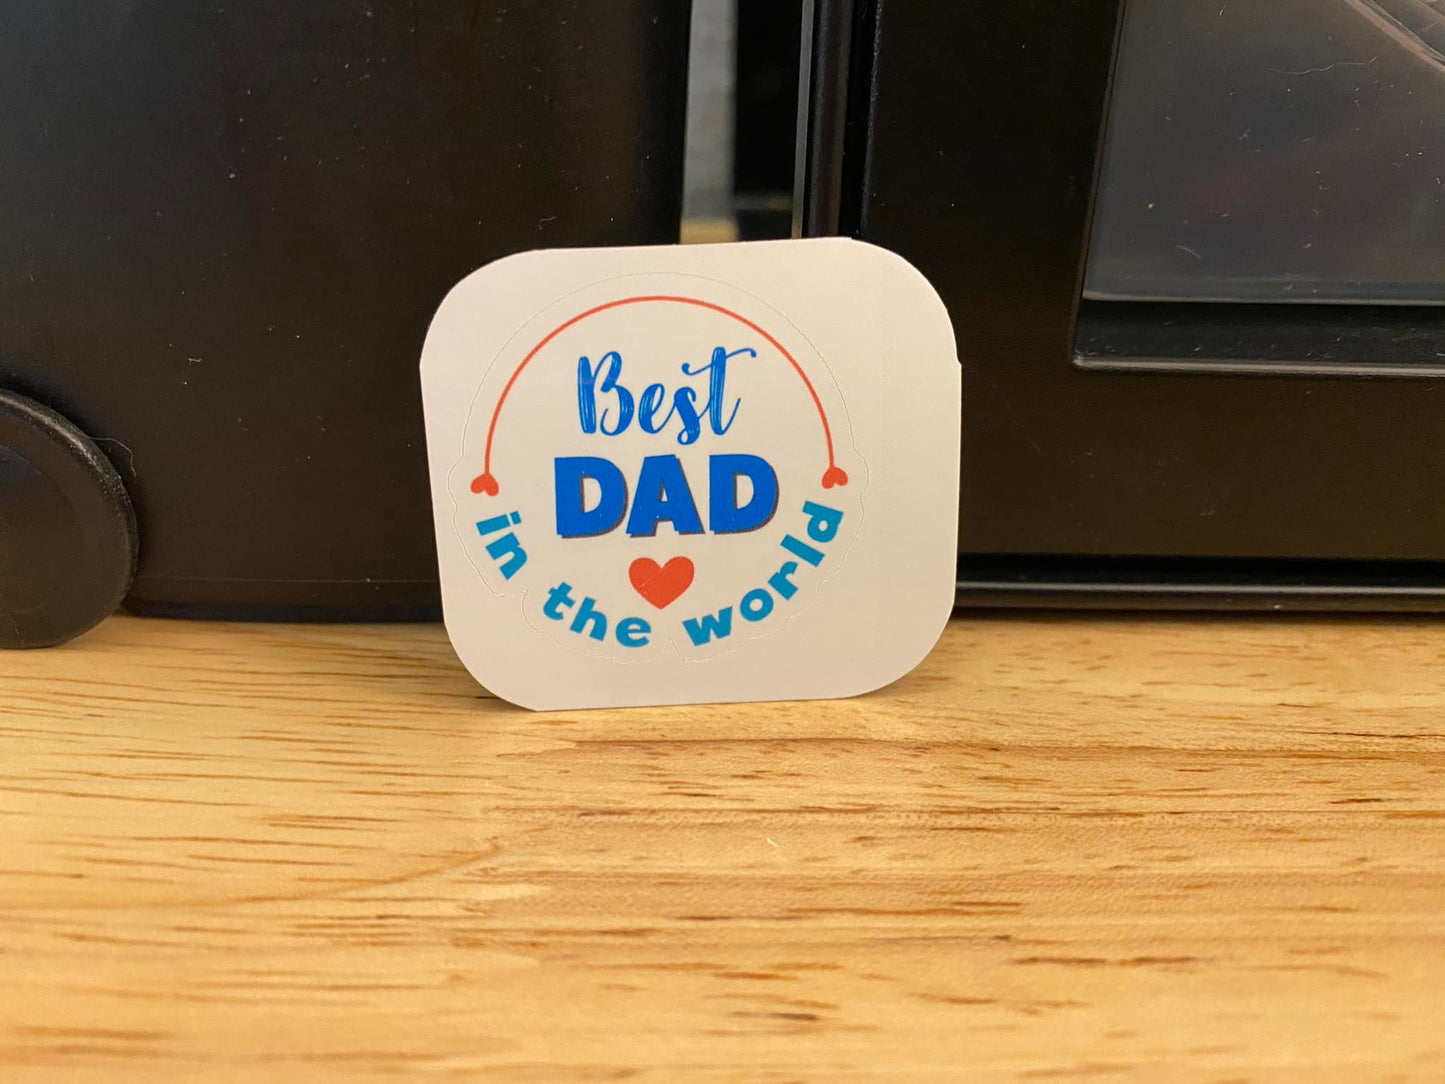 Best
DAD
in the world